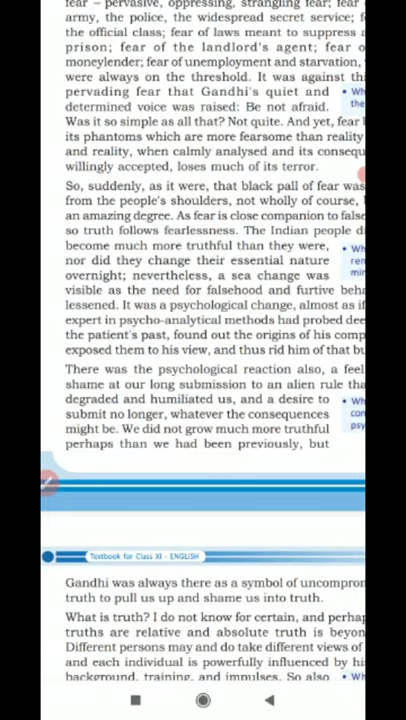 fear – pervasive, oppressing, strangling fear; fear
army, the police, the widespread secret service; f
the official class; fear of laws meant to suppress a
prison; fear of the landlord's agent; fear o
moneylender; fear of unemployment and starvation,
were always on the threshold. It was against thi
pervading fear that Gandhi's quiet and • Wh
determined voice was raised: Be not afraid. the
Was it so simple as all that? Not quite. And yet, fear
its phantoms which are more fearsome than reality
and reality, when calmly analysed and its consequ
willingly accepted, loses much of its terror.
So, suddenly, as it were, that black pall of fear was
from the people's shoulders, not wholly of course,
an amazing degree. As fear is close companion to false
so truth follows fearlessness. The Indian people di
become much more truthful than they were, • Wh
nor did they change their essential nature ren
overnight; nevertheless, a sea change was min
visible as the need for falsehood and furtive beha
lessened. It was a psychological change, almost as if
expert in psycho-analytical methods had probed dee
the patient's past, found out the origins of his comp
exposed them to his view, and thus rid him of that bu
There was the psychological reaction also, a feel
shame at our long submission to an alien rule tha
degraded and humiliated us, and a desire to • Wh
submit no longer, whatever the consequences con
might be. We did not grow much more truthful psy
perhaps than we had been previously, but
Textbook for Class XI - ENGLISH
Gandhi was always there as a symbol of uncompron
truth to pull us up and shame us into truth.
What is truth? I do not know for certain, and perhap
truths are relative and absolute truth is beyon
Different persons may and do take different views of
and each individual is powerfully influenced by hi
background, training, and impulses. So also • Wh